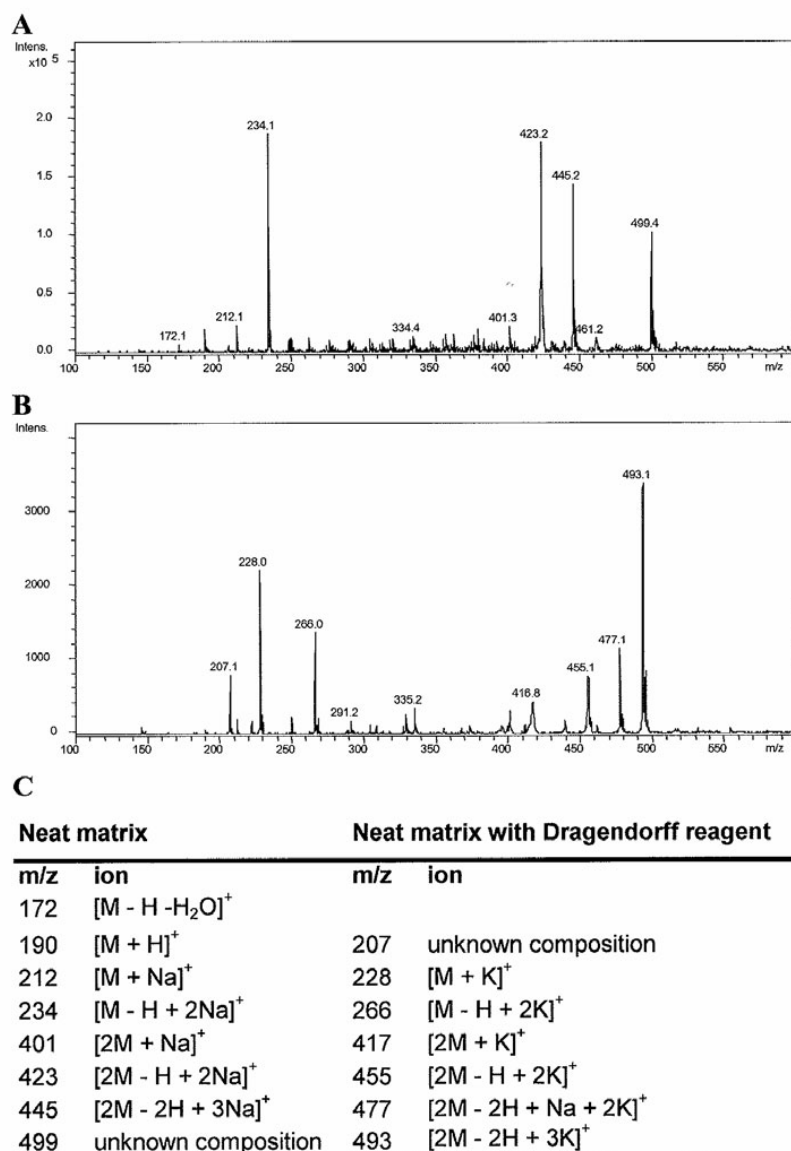 A
Intens.
x10 5
2.0
1.5
1.0
0.5
0.0
234.1
423.2
445.2
499.4
172.1
212.1
334.4
401.3
461.2
100 150 200 250 300 350 400 450 500 550 m/z
B
Intens.
3000
2000
1000
0
493.1
228.0
266.0
207.1
291.2
335.2
416.8
455.1
477.1
100 150 200 250 300 350 400 450 500 550 m/z
C
Neat matrix Neat matrix with Dragendorff reagent
m/z ion m/z ion
172 [M - H -H₂O]⁺
190 [M + H]⁺ 207 unknown composition
212 [M + Na]⁺ 228 [M + K]⁺
234 [M - H + 2Na]⁺ 266 [M - H + 2K]⁺
401 [2M + Na]⁺ 417 [2M + K]⁺
423 [2M - H + 2Na]⁺ 455 [2M - H + 2K]⁺
445 [2M - 2H + 3Na]⁺ 477 [2M - 2H + Na + 2K]⁺
499 unknown composition 493 [2M - 2H + 3K]⁺